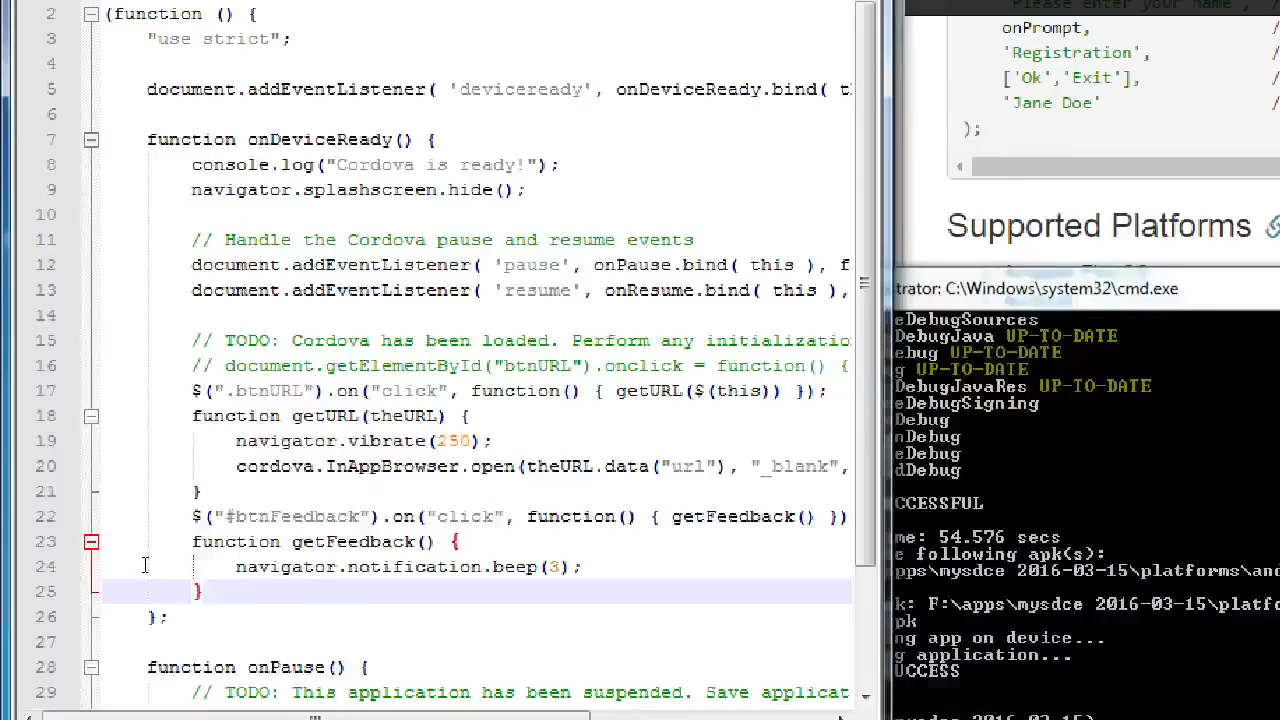 2 (function () {
3 "use strict";
4
5 document.addEventListener( 'deviceready', onDeviceReady.bind( t
6
7 function onDeviceReady() {
8 console.log("Cordova is ready!");
9 navigator.splashscreen.hide();
10
11 // Handle the Cordova pause and resume events
12 document.addEventListener( 'pause', onPause.bind( this ), f
13 document.addEventListener( 'resume', onResume.bind( this ),
14
15 // TODO: Cordova has been loaded. Perform any initializatio
16 // document.getElementById("btnURL").onclick = function() {
17 $(".btnURL").on("click", function() { getURL($(this)) });
18 function getURL(theURL) {
19 navigator.vibrate(250);
20 cordova.InAppBrowser.open(theURL.data("url"), "_blank",
21 }
22 $("#btnFeedback").on("click", function() { getFeedback() })
23 function getFeedback() {
24 navigator.notification.beep(3);
25 }
26 };
27
28 function onPause() {
29 // TODO: This application has been suspended. Save applicat
'Please enter your name',
onPrompt, /
'Registration', /
['Ok','Exit'], /
'Jane Doe' /
);
Supported Platforms
trator: C:\Windows\system32\cmd.exe
eDebugSources
DebugJava UP-TO-DATE
ebug UP-TO-DATE
g UP-TO-DATE
DebugJavaRes UP-TO-DATE
eDebugSigning
Debug
nDebug
eDebug
dDebug
CCESSFUL
me: 54.576 secs
e following apk(s):
pps\mysdce 2016-03-15\platforms\and
k: F:\apps\mysdce 2016-03-15\platfo
pk
ng app on device...
g application...
UCCESS
mysdce 2016-03-15>